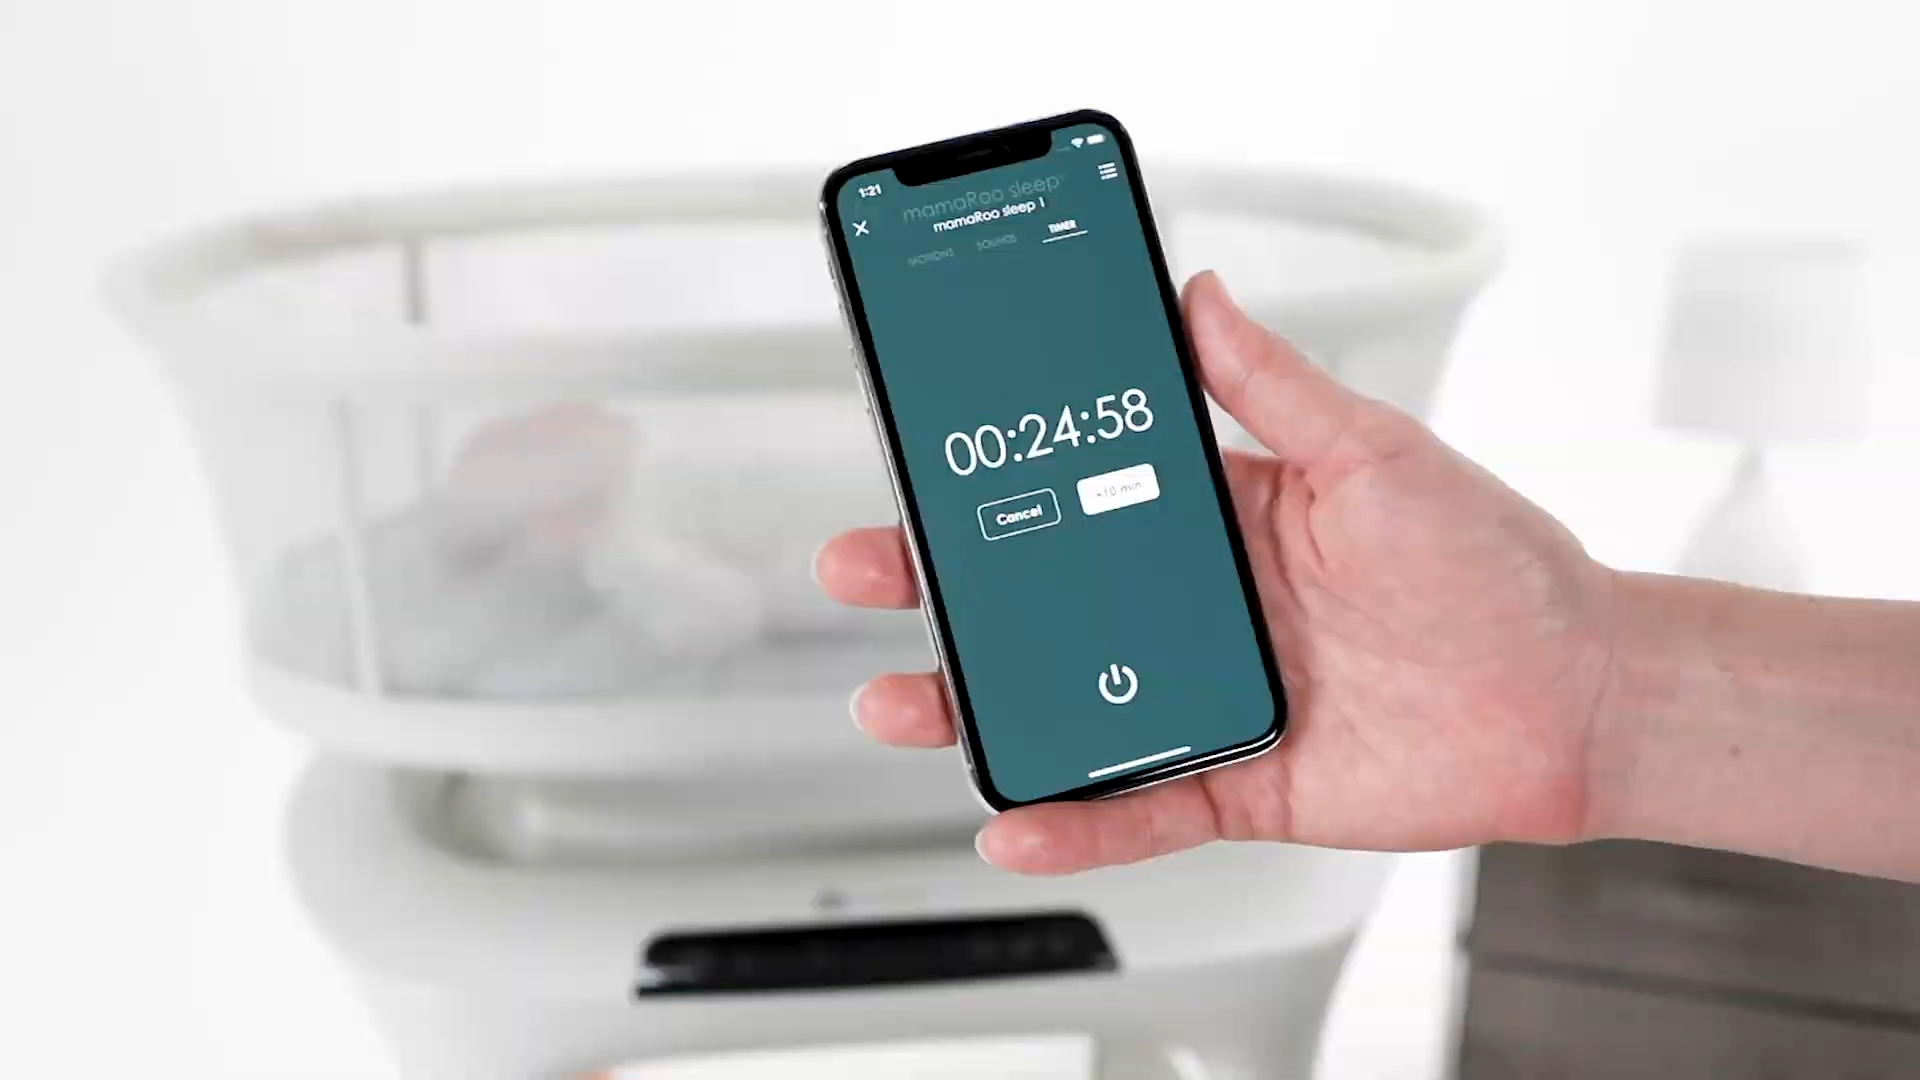 1:21
mamaRoo sleep
mamaRoo sleep 1
MOTIONS SOUNDS TIMER
00:24:58
Cancel +10 min